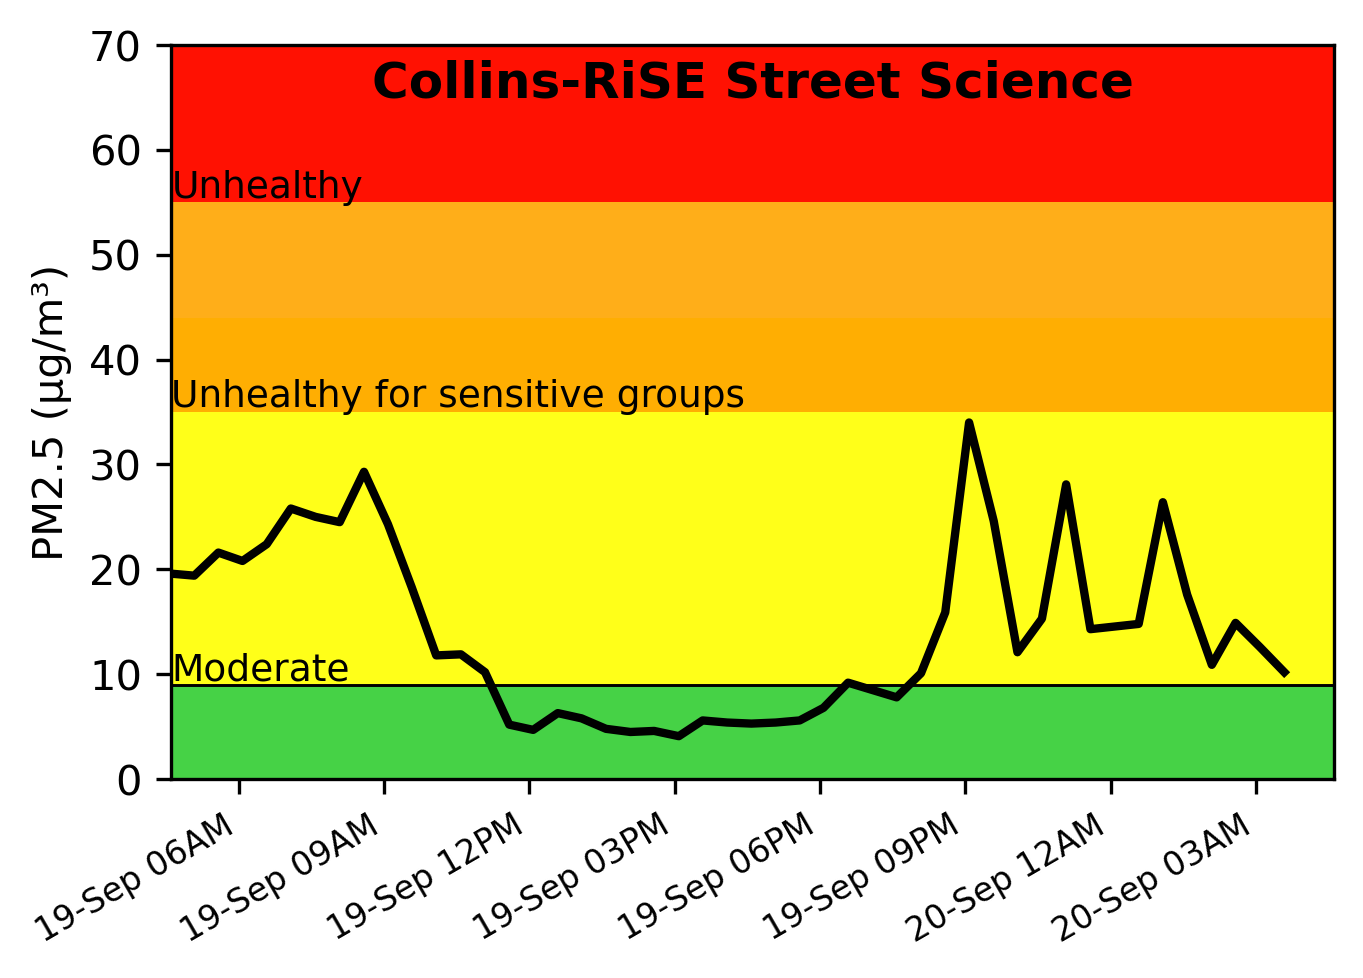 Collins-RiSE Street Science
70
60
Unhealthy
50
40
Unhealthy for sensitive groups
30
20
Moderate
10
0
PM2.5 (µg/m³)
19-Sep 06AM
19-Sep 09AM
19-Sep 12PM
19-Sep 03PM
19-Sep 06PM
19-Sep 09PM
20-Sep 12AM
20-Sep 03AM